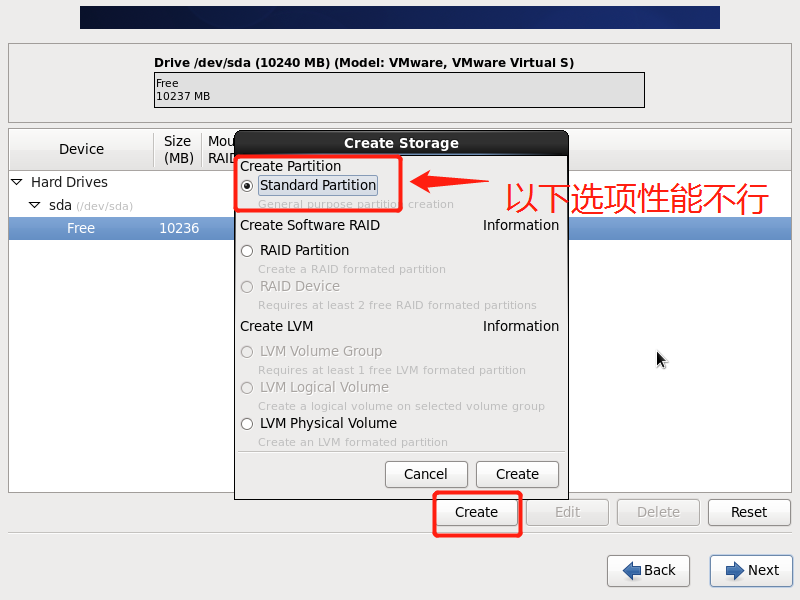 Drive /dev/sda (10240 MB) (Model: VMware, VMware Virtual S)
Free
10237 MB
Device
Size
(MB)
Mou
RAID
Hard Drives
sda (/dev/sda)
Free 10236
Create Storage
Create Partition
Standard Partition
General purpose partition creation
以下选项性能不行
Create Software RAID Information
RAID Partition
Create a RAID formated partition
RAID Device
Requires at least 2 free RAID formated partitions
Create LVM Information
LVM Volume Group
Requires at least 1 free LVM formated partition
LVM Logical Volume
Create a logical volume on selected volume group
LVM Physical Volume
Create an LVM formated partition
Cancel Create
Create Edit Delete Reset
Back Next